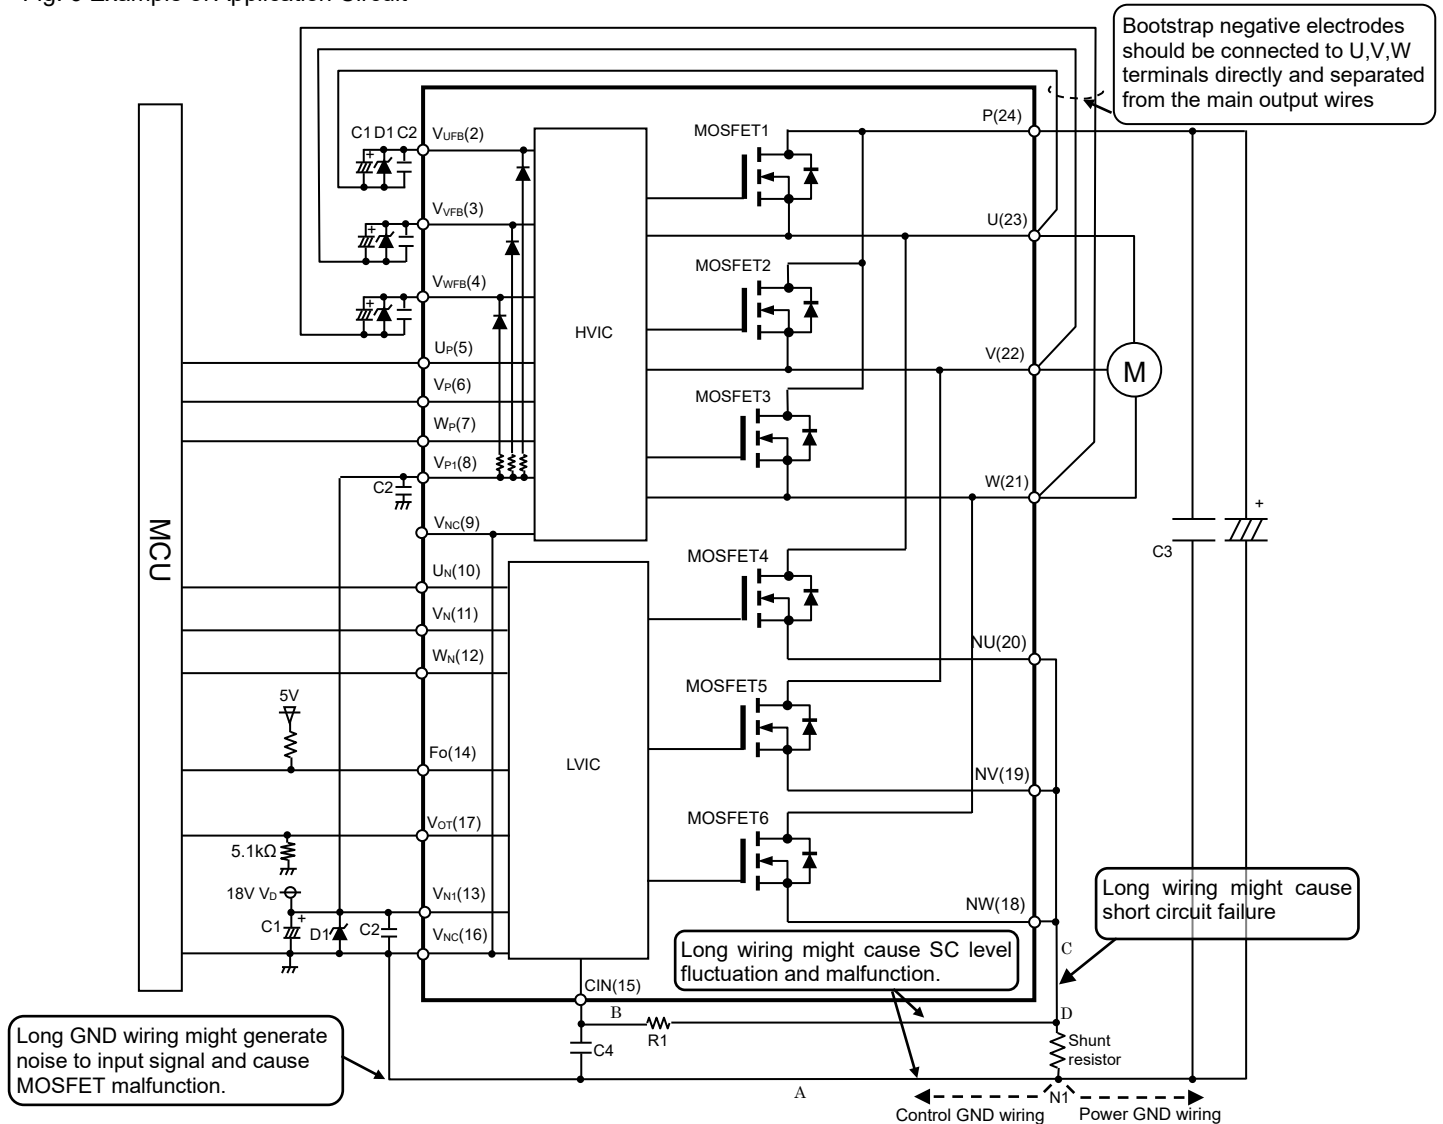 Bootstrap negative electrodes
should be connected to U,V,W
terminals directly and separated
from the main output wires
P(24)
C1 D1 C2
VUFB(2)
MOSFET1
+
VVFB(3)
U(23)
+
MOSFET2
VWFB(4)
+
HVIC
UP(5)
V(22)
M
VP(6)
MOSFET3
WP(7)
VP1(8)
W(21)
C2
+
VNC(9)
C3
MCU
MOSFET4
UN(10)
VN(11)
NU(20)
WN(12)
MOSFET5
5V
Fo(14)
LVIC
NV(19)
MOSFET6
VOT(17)
5.1kΩ
18V VD
VN1(13)
NW(18)
Long wiring might cause
short circuit failure
C1
+
D1
C2
VNC(16)
Long wiring might cause SC level
fluctuation and malfunction.
C
CIN(15)
B
D
R1
C4
Shunt
resistor
Long GND wiring might generate
noise to input signal and cause
MOSFET malfunction.
A
N1
Control GND wiring
Power GND wiring